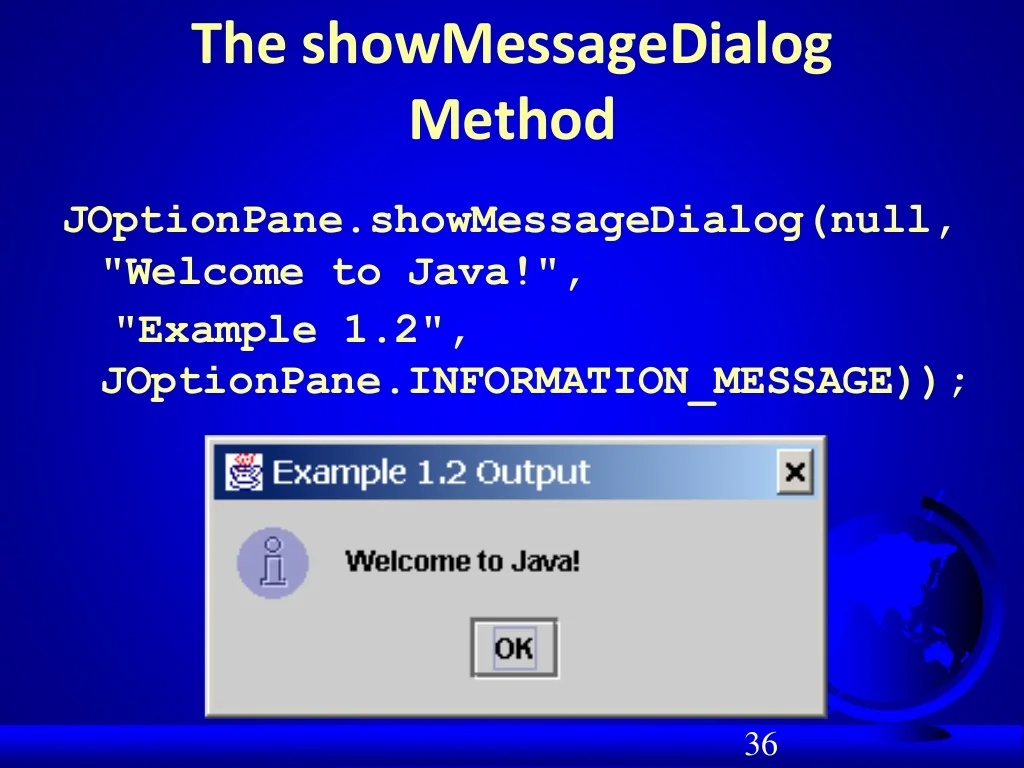 The showMessageDialog
Method
JOptionPane.showMessageDialog(null,
"Welcome to Java!",
"Example 1.2",
JOptionPane.INFORMATION_MESSAGE));
Example 1.2 Output
Welcome to Java!
OK
36